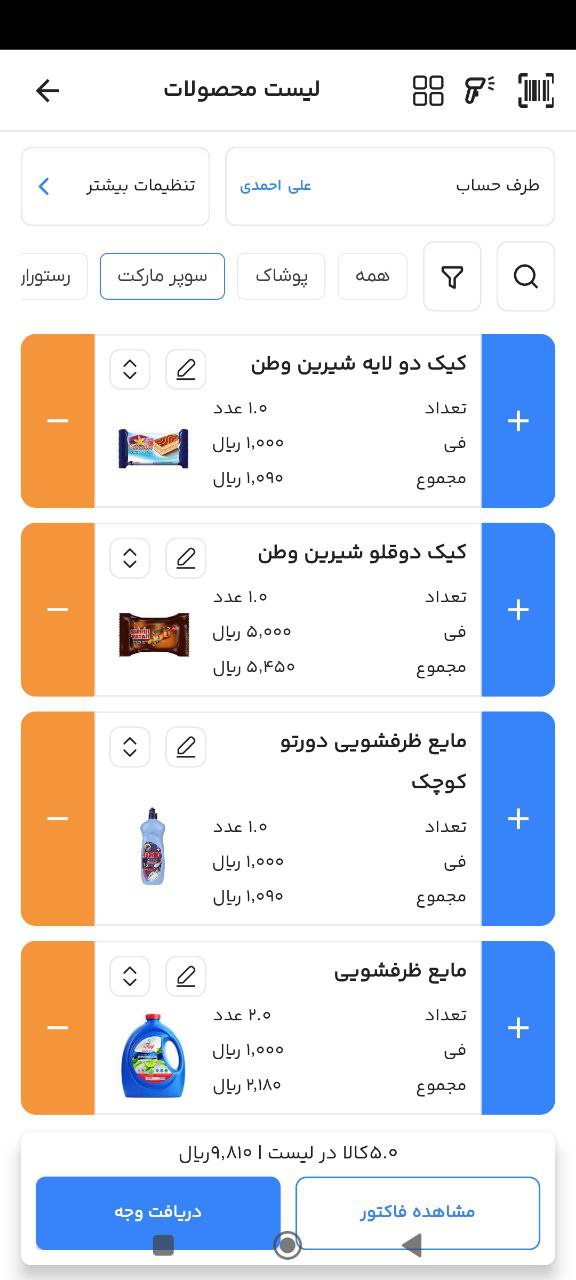 لیست محصولات
طرف حساب علی احمدی
تنظیمات بیشتر
همه پوشاک سوپر مارکت رستوران
کیک دو لایه شیرین وطن
تعداد ۱.۰ عدد
فی ۱,۰۰۰ ریال
مجموع ۱,۰۹۰ ریال
کیک دوقلو شیرین وطن
تعداد ۱.۰ عدد
فی ۵,۰۰۰ ریال
مجموع ۵,۴۵۰ ریال
مایع ظرفشویی دورتو
کوچک
تعداد ۱.۰ عدد
فی ۱,۰۰۰ ریال
مجموع ۱,۰۹۰ ریال
مایع ظرفشویی
تعداد ۲.۰ عدد
فی ۱,۰۰۰ ریال
مجموع ۲,۱۸۰ ریال
۵.۰کالا در لیست | ۹,۸۱۰ریال
مشاهده فاکتور
دریافت وجه